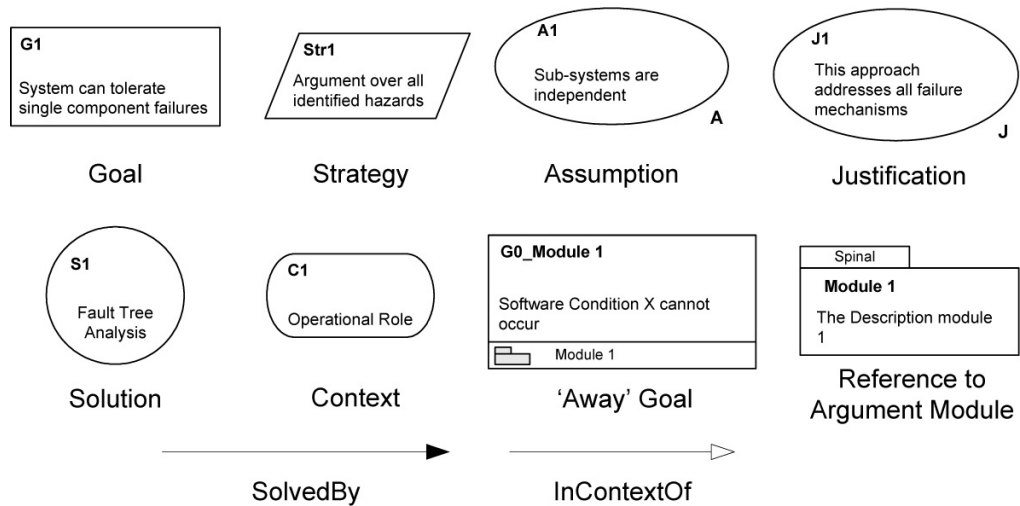 G1
System can tolerate
single component failures
Goal
Str1
Argument over all
identified hazards
Strategy
A1
Sub-systems are
independent
A
Assumption
J1
This approach
addresses all failure
mechanisms
J
Justification
S1
Fault Tree
Analysis
Solution
C1
Operational Role
Context
G0_Module 1
Software Condition X cannot
occur
Module 1
‘Away’ Goal
Spinal
Module 1
The Description module
1
Reference to
Argument Module
SolvedBy
InContextOf